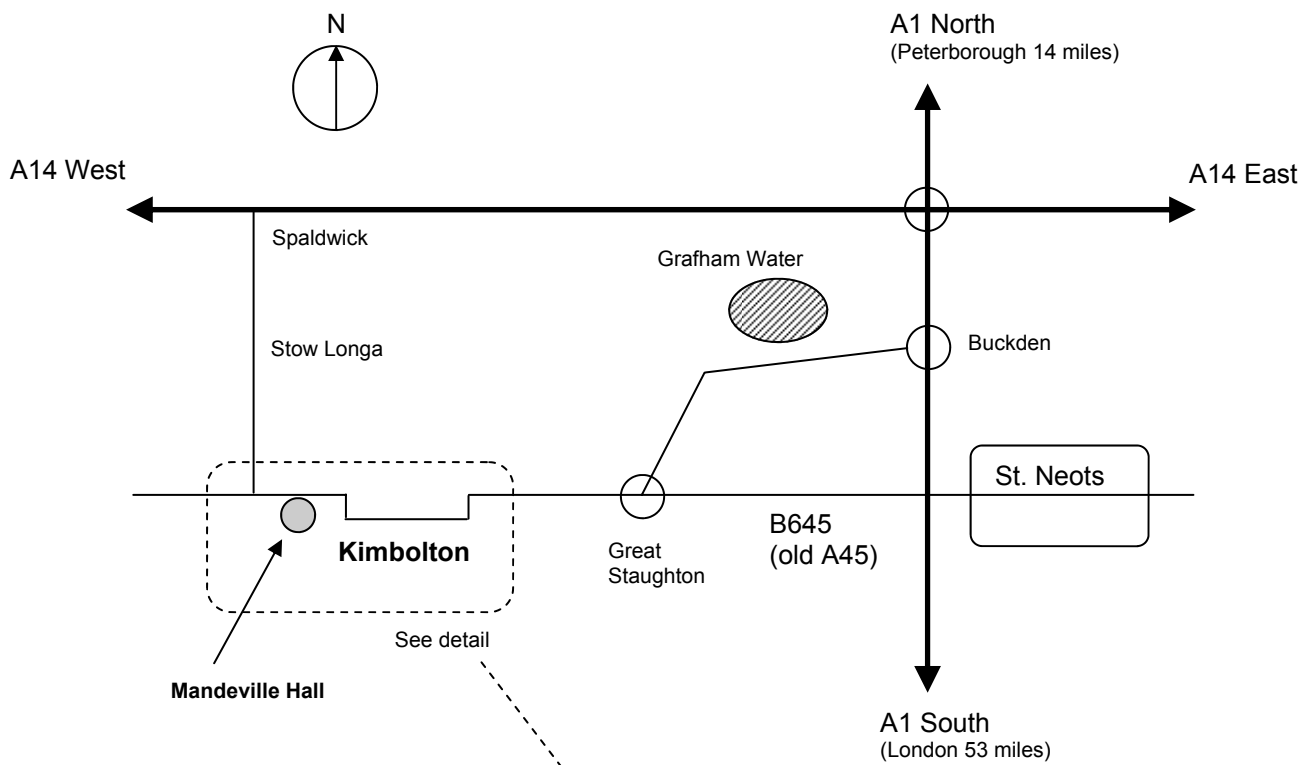 N
A1 North
(Peterborough 14 miles)
A14 West
A14 East
Spaldwick
Grafham Water
Stow Longa
Buckden
St. Neots
B645
(old A45)
Kimbolton
Great
Staughton
See detail
Mandeville Hall
A1 South
(London 53 miles)